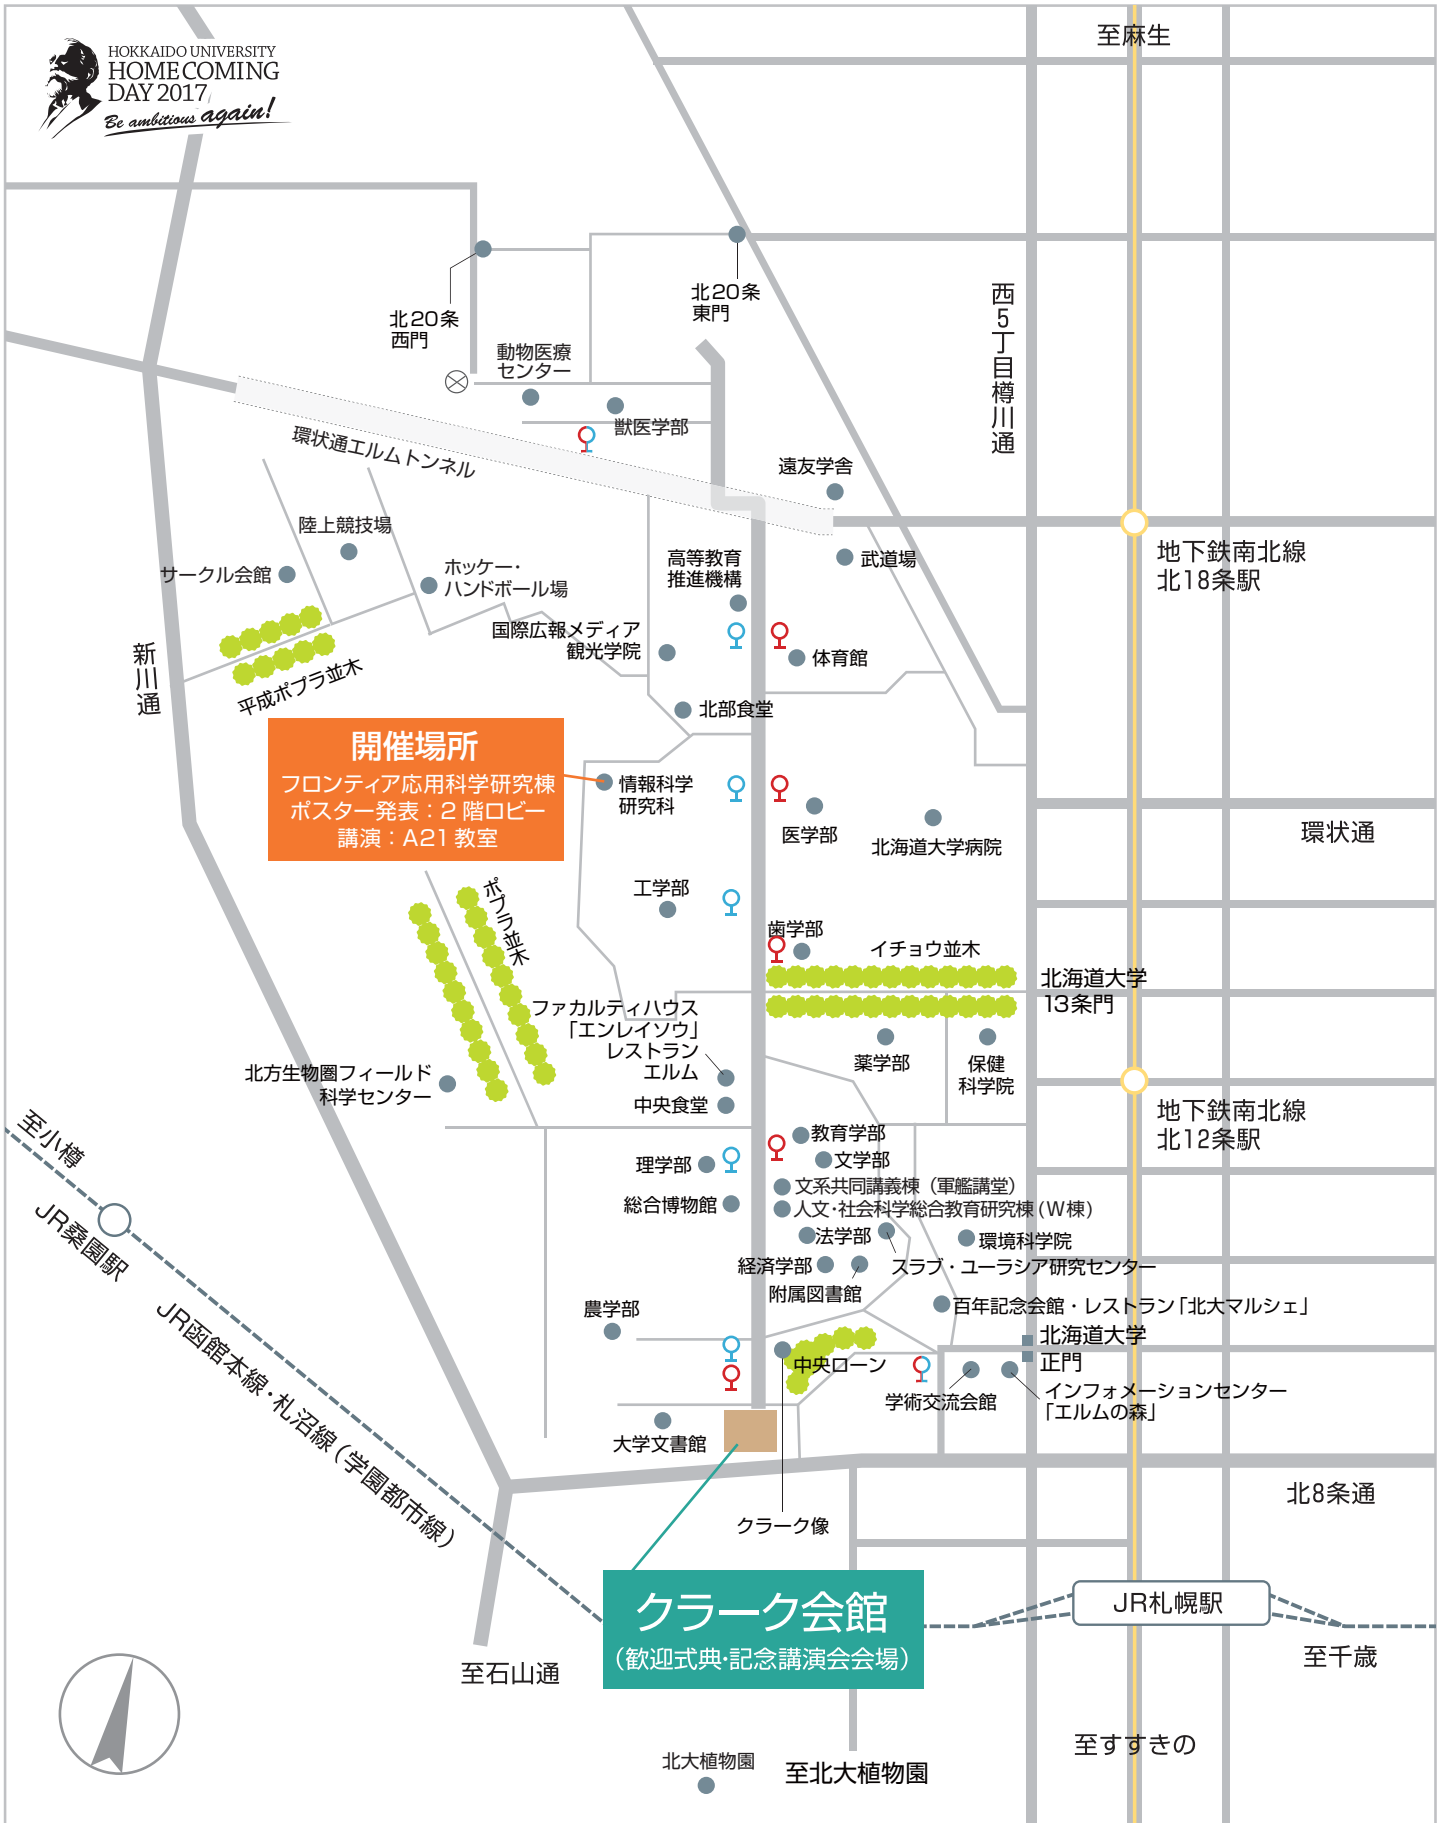 至麻生
HOKKAIDO UNIVERSITY
HOMECOMING
DAY 2017
Be ambitious again!
北20条
西門
北20条
東門
西5丁目樽川通
動物医療
センター
獣医学部
環状通エルムトンネル
遠友学舎
陸上競技場
サークル会館
ホッケー・
ハンドボール場
高等教育
推進機構
武道場
地下鉄南北線
北18条駅
国際広報メディア
観光学院
体育館
新川通
平成ポプラ並木
北部食堂
開催場所
フロンティア応用科学研究棟
ポスター発表：2階ロビー
講演：A21教室
情報科学
研究科
医学部
北海道大学病院
環状通
工学部
ポプラ並木
歯学部
イチョウ並木
北海道大学
13条門
ファカルティハウス
「エンレイソウ」
レストラン
エルム
薬学部
保健
科学院
北方生物圏フィールド
科学センター
中央食堂
地下鉄南北線
北12条駅
至小樽
教育学部
文学部
理学部
文系共同講義棟（軍艦講堂）
総合博物館
人文・社会科学総合教育研究棟(W棟)
JR桑園駅
法学部
環境科学院
経済学部
スラブ・ユーラシア研究センター
附属図書館
農学部
百年記念会館・レストラン「北大マルシェ」
JR函館本線・札沼線（学園都市線）
北海道大学
正門
中央ローン
学術交流会館
インフォメーションセンター
「エルムの森」
大学文書館
北8条通
クラーク像
クラーク会館
（歓迎式典・記念講演会会場）
JR札幌駅
至石山通
至千歳
至すすきの
北大植物園
至北大植物園